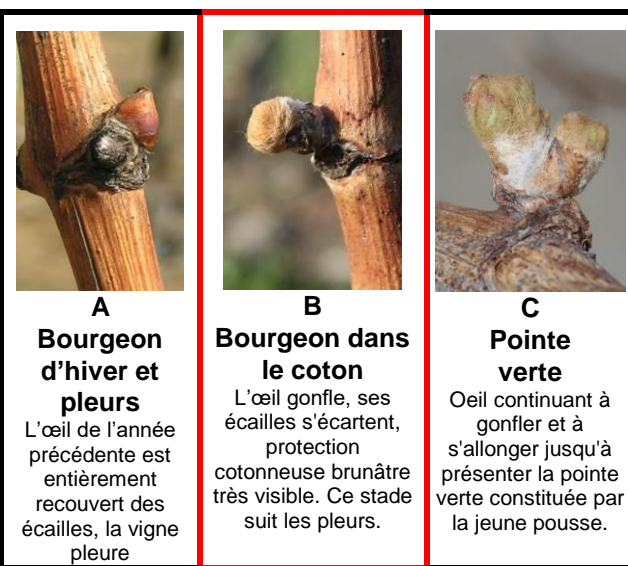 A
Bourgeon
d'hiver et
pleurs
L'œil de l'année
précédente est
entièrement
recouvert des
écailles, la vigne
pleure
B
Bourgeon dans
le coton
L'œil gonfle, ses
écailles s'écartent,
protection
cotonneuse brunâtre
très visible. Ce stade
suit les pleurs.
C
Pointe
verte
Oeil continuant à
gonfler et à
s'allonger jusqu'à
présenter la pointe
verte constituée par
la jeune pousse.